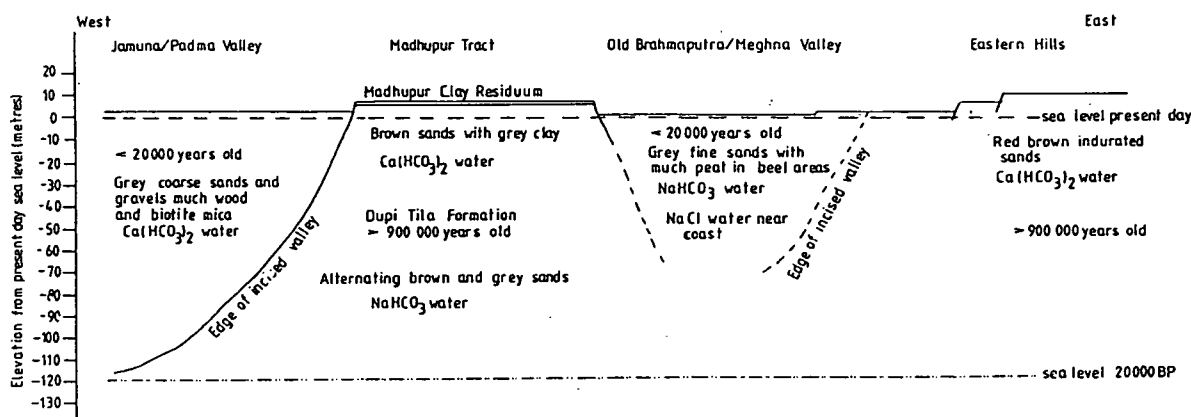 West
East
Jamuna/Padma Valley
Madhupur Tract
Old Brahmaputra/Meghna Valley
Eastern Hills
Elevation from present day sea level (metres)
20
10
0
-10
-20
-30
-40
-50
-60
-70
-80
-90
-100
-110
-120
-130
Madhupur Clay Residuum
sea level present day
< 20000 years old
Grey coarse sands and
gravels much wood
and biotite mica
Ca(HCO3)2 water
Edge of incised valley
Brown sands with grey clay
Ca(HCO3)2 water
Dupi Tila Formation
> 900 000 years old
Alternating brown and grey sands
NaHCO3 water
< 20000 years old
Grey fine sands with
much peat in beel areas
NaHCO3 water
NaCl water near
coast
Edge of incised valley
Red brown indurated
sands
Ca(HCO3)2 water
> 900 000 years old
sea level 20000BP